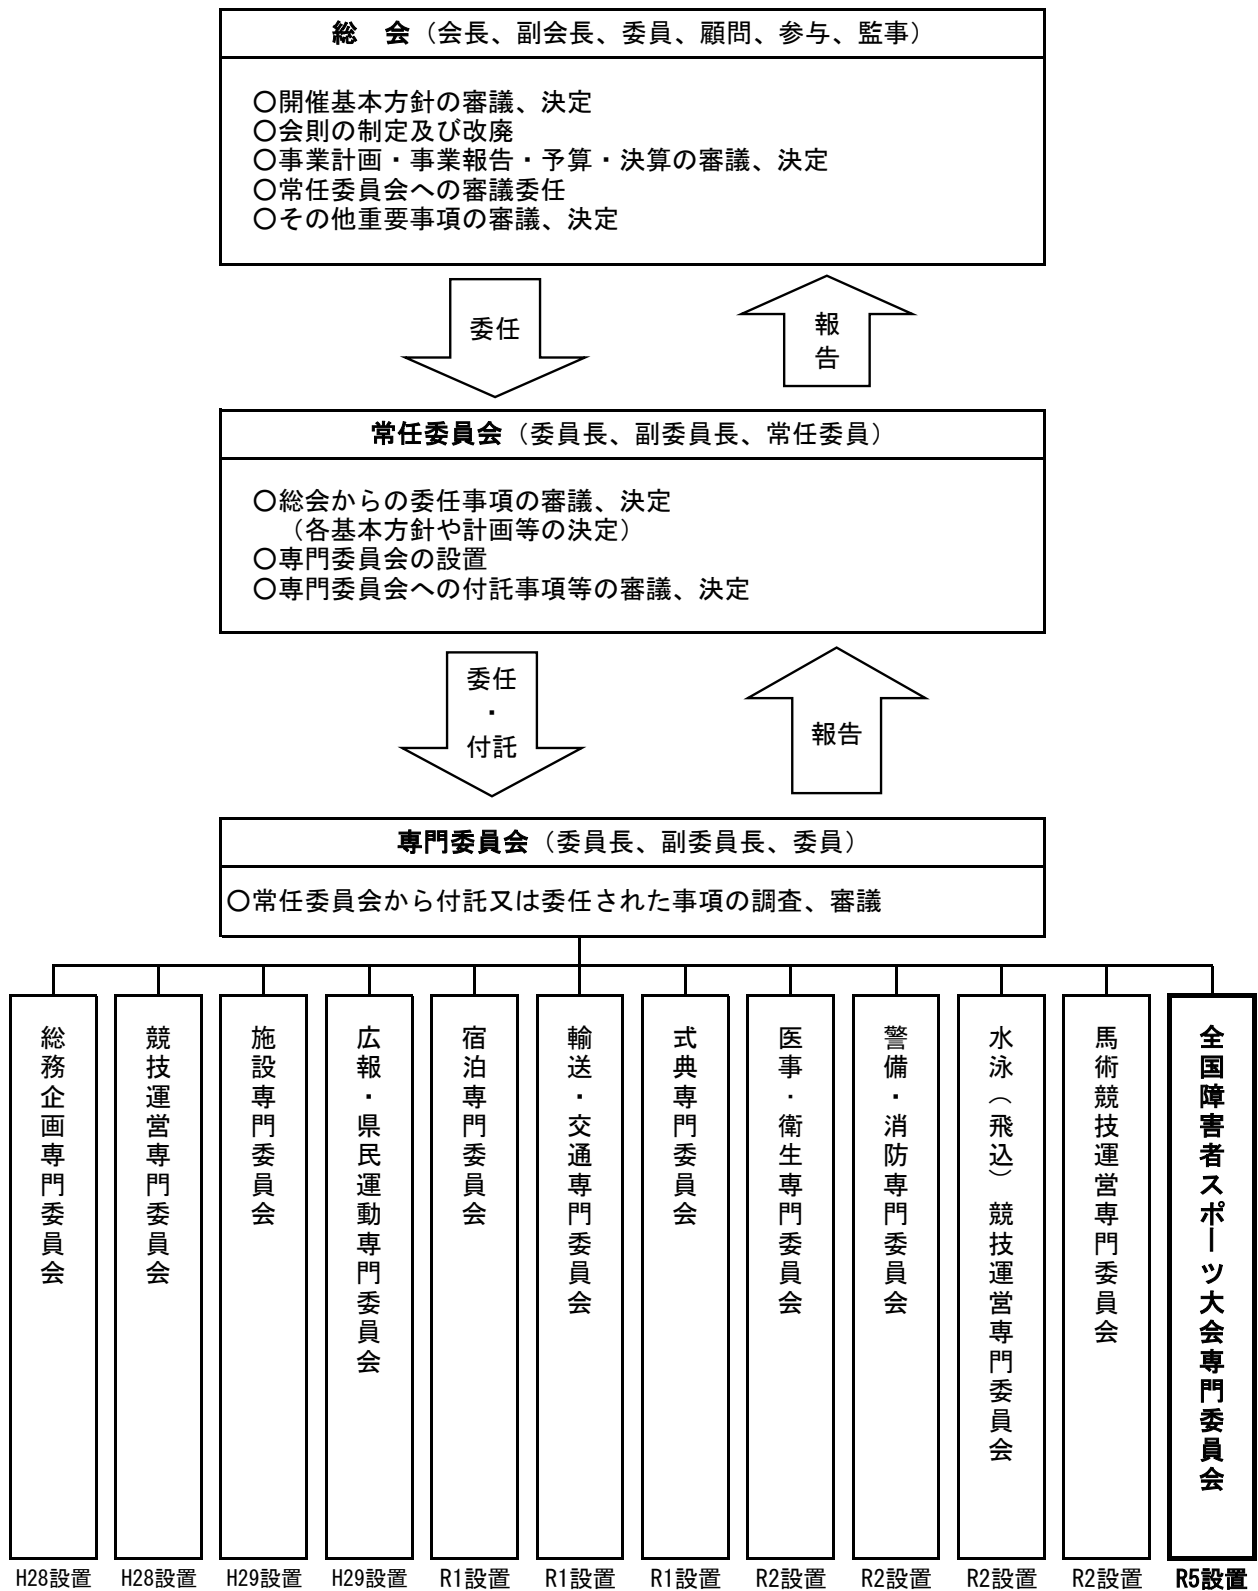 総　会（会長、副会長、委員、顧問、参与、監事）
〇開催基本方針の審議、決定
〇会則の制定及び改廃
〇事業計画・事業報告・予算・決算の審議、決定
〇常任委員会への審議委任
〇その他重要事項の審議、決定
委任
報
告
常任委員会（委員長、副委員長、常任委員）
〇総会からの委任事項の審議、決定
（各基本方針や計画等の決定）
〇専門委員会の設置
〇専門委員会への付託事項等の審議、決定
委任
・
付託
報告
専門委員会（委員長、副委員長、委員）
〇常任委員会から付託又は委任された事項の調査、審議
総務企画専門委員会
競技運営専門委員会
施設専門委員会
広報・県民運動専門委員会
宿泊専門委員会
輸送・交通専門委員会
式典専門委員会
医事・衛生専門委員会
警備・消防専門委員会
水泳（飛込）競技運営専門委員会
馬術競技運営専門委員会
全国障害者スポーツ大会専門委員会
H28設置
H28設置
H29設置
H29設置
R1設置
R1設置
R1設置
R2設置
R2設置
R2設置
R2設置
R5設置